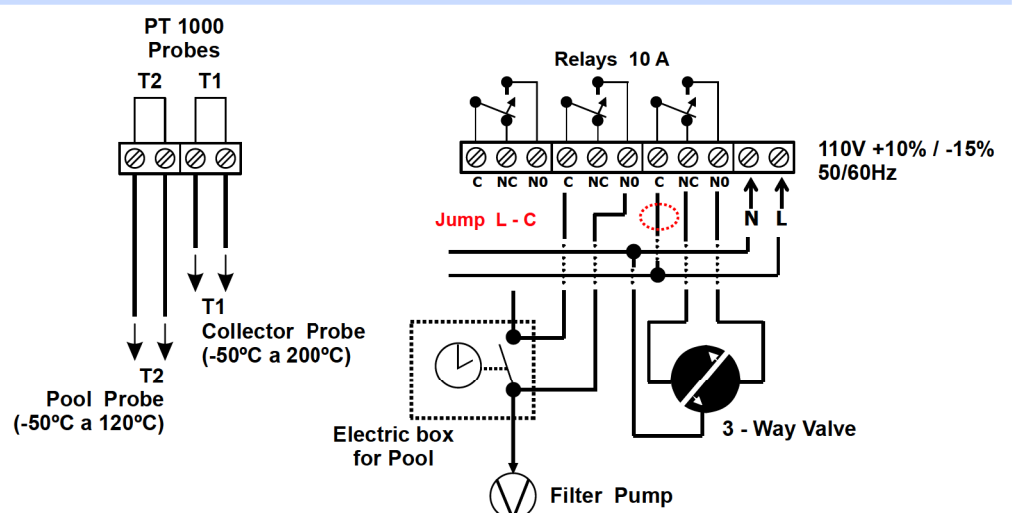 PT 1000
Probes
T2 T1
Relays 10 A
110V +10% / -15%
50/60Hz
C NC N0 C NC N0 C NC N0
Jump L - C
N L
T1
Collector Probe
(-50ºC a 200ºC)
T2
Pool Probe
(-50ºC a 120ºC)
Electric box
for Pool
3 - Way Valve
Filter Pump